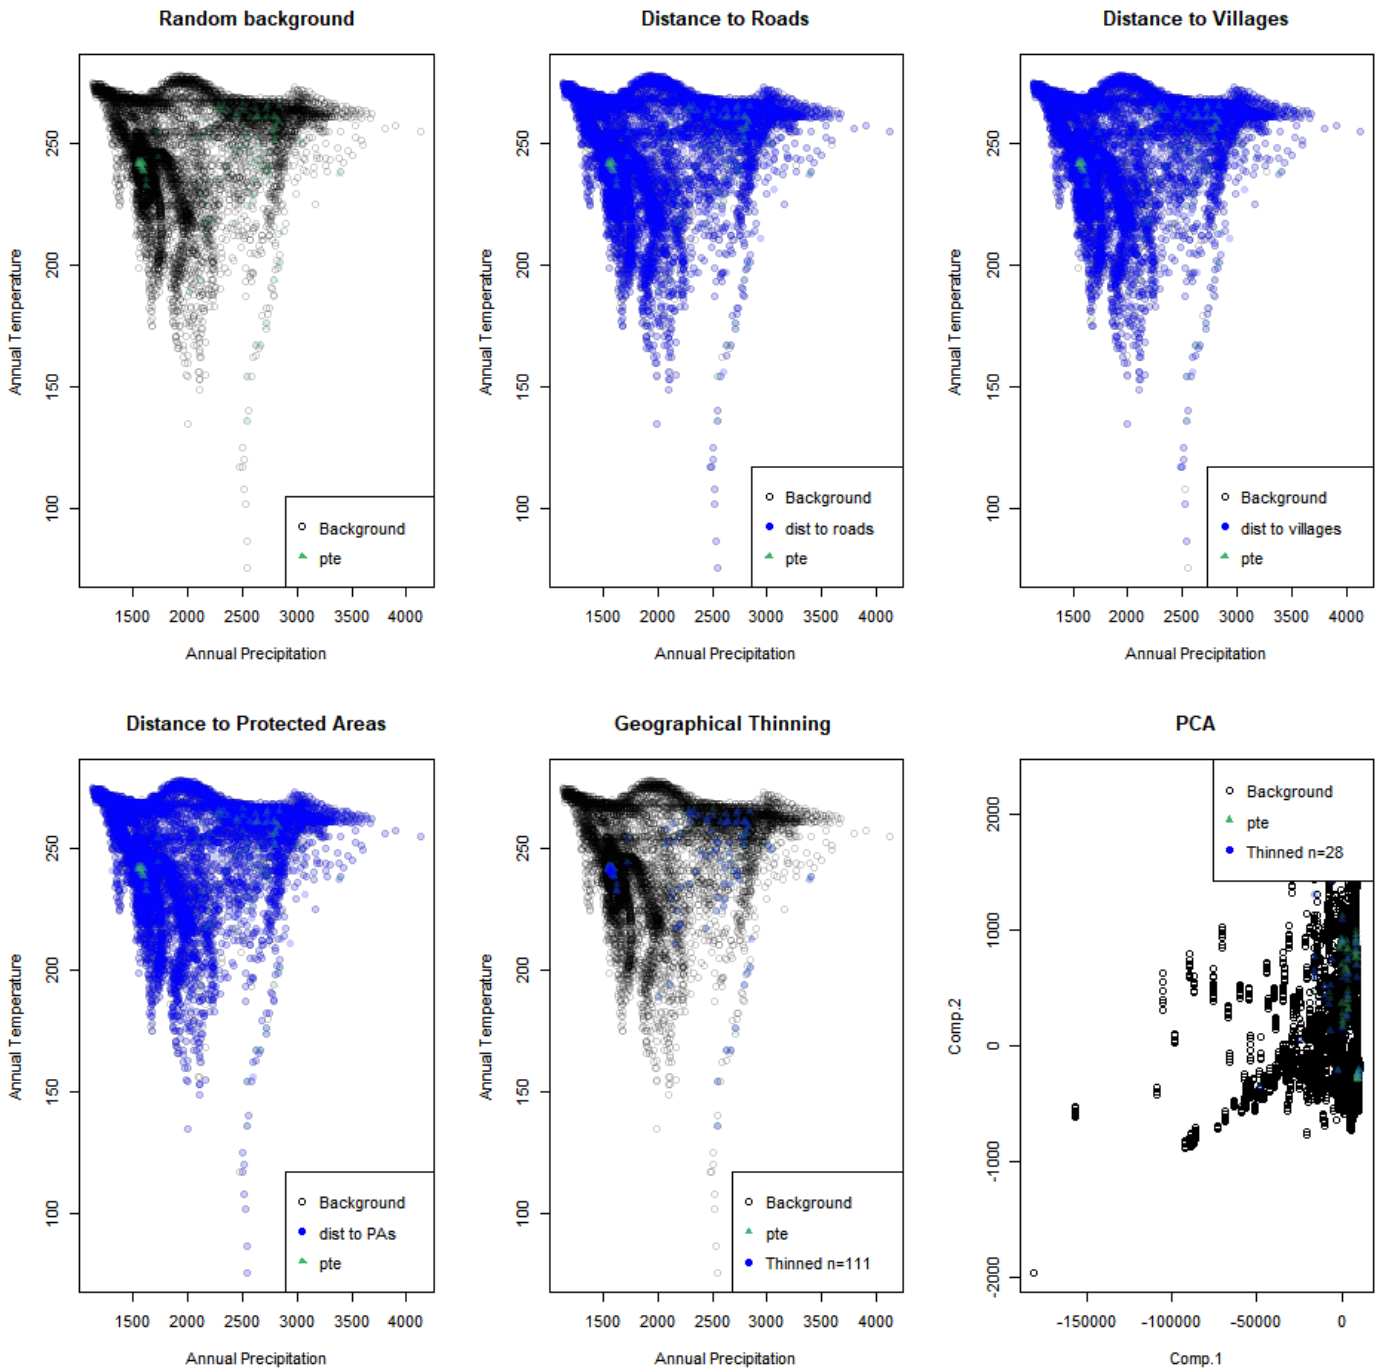 Random background
Distance to Roads
Distance to Villages
250
200
150
100
Annual Temperature
1500 2000 2500 3000 3500 4000
Annual Precipitation
Background
pte
250
200
150
100
Annual Temperature
1500 2000 2500 3000 3500 4000
Annual Precipitation
Background
dist to roads
pte
250
200
150
100
Annual Temperature
1500 2000 2500 3000 3500 4000
Annual Precipitation
Background
dist to villages
pte
Distance to Protected Areas
Geographical Thinning
PCA
250
200
150
100
Annual Temperature
1500 2000 2500 3000 3500 4000
Annual Precipitation
Background
dist to PAs
pte
250
200
150
100
Annual Temperature
1500 2000 2500 3000 3500 4000
Annual Precipitation
Background
pte
Thinned n=111
2000
1000
0
-1000
-2000
Comp.2
-150000 -100000 -50000 0
Comp.1
Background
pte
Thinned n=28